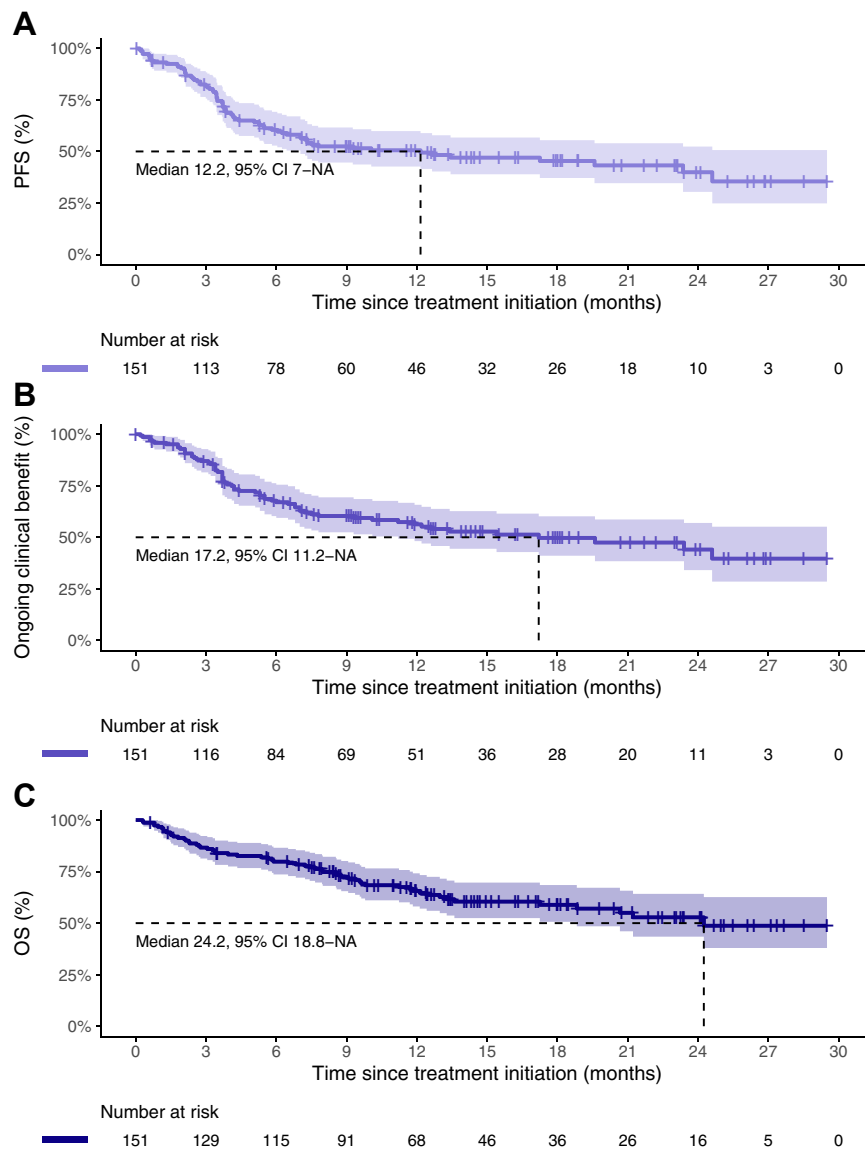 A
PFS (%)
100%
75%
50%
25%
0%
Median 12.2, 95% CI 7−NA
0 3 6 9 12 15 18 21 24 27 30
Time since treatment initiation (months)
Number at risk
151 113 78 60 46 32 26 18 10 3 0
B
Ongoing clinical benefit (%)
100%
75%
50%
25%
0%
Median 17.2, 95% CI 11.2−NA
0 3 6 9 12 15 18 21 24 27 30
Time since treatment initiation (months)
Number at risk
151 116 84 69 51 36 28 20 11 3 0
C
OS (%)
100%
75%
50%
25%
0%
Median 24.2, 95% CI 18.8−NA
0 3 6 9 12 15 18 21 24 27 30
Time since treatment initiation (months)
Number at risk
151 129 115 91 68 46 36 26 16 5 0